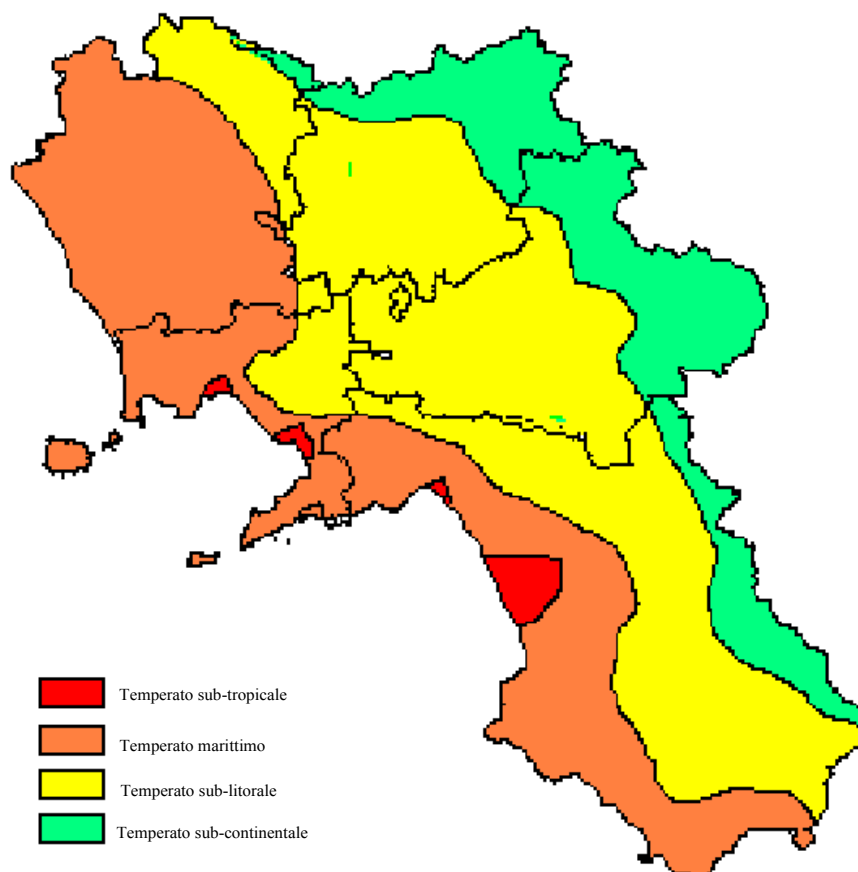 Temperato sub-tropicale
Temperato marittimo
Temperato sub-litorale
Temperato sub-continentale